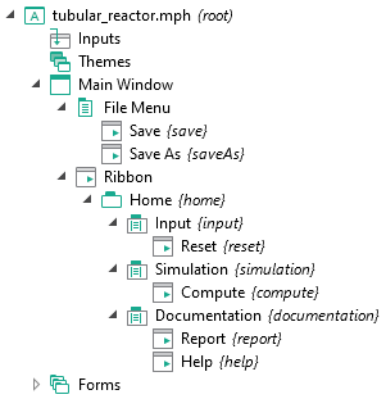 tubular_reactor.mph (root)
Inputs
Themes
Main Window
File Menu
Save {save}
Save As {saveAs}
Ribbon
Home {home}
Input {input}
Reset {reset}
Simulation {simulation}
Compute {compute}
Documentation {documentation}
Report {report}
Help {help}
Forms